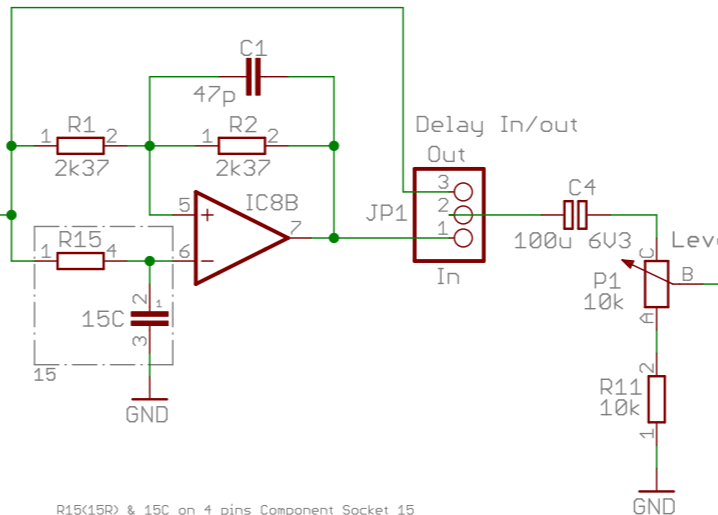 C1
47p
1 R1 2
2k37
1 R2 2
2k37
Delay In/out
Out
3
2
1
JP1
In
C4
100u 6V3
5
+
IC8B
7
6
-
1 R15 4
2
1
15C
3
15
GND
C
P1
10k
B
A
2
R11
10k
1
GND
R15(15R) & 15C on 4 pins Component Socket 15